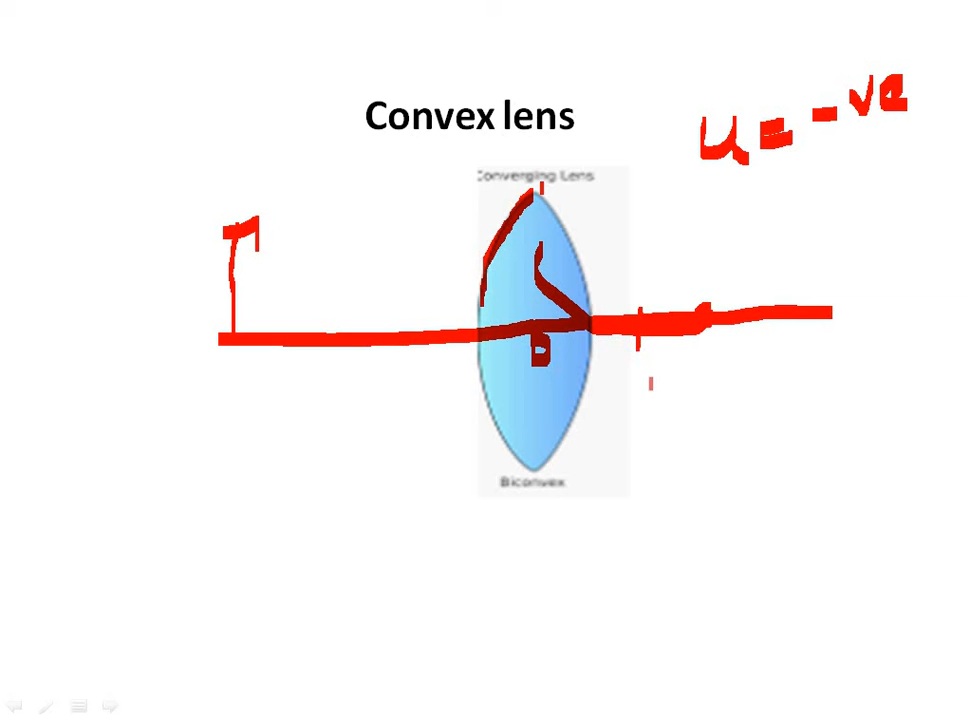 Convex lens
u = -ve
Converging Lens
Biconvex